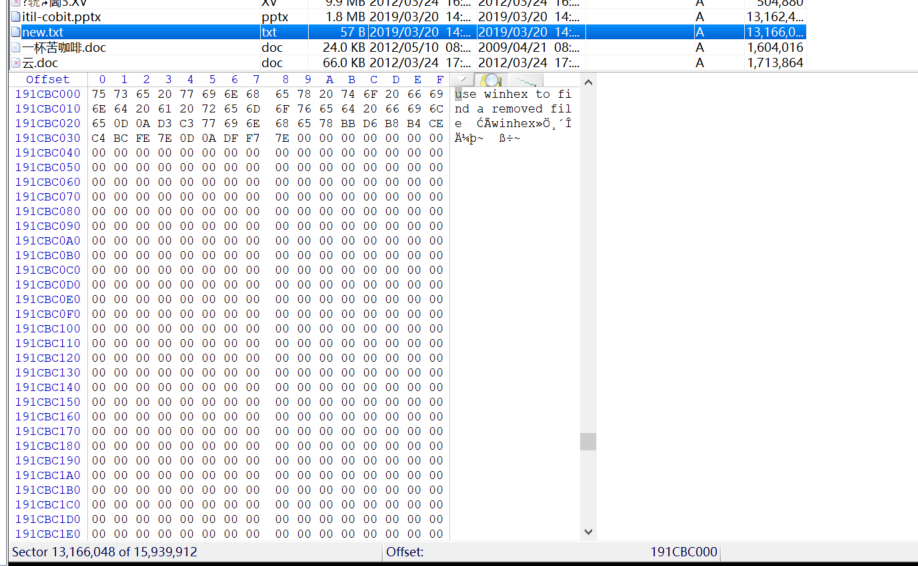 XV 9.9 MB 2012/03/24 16:... 2012/03/24 16:... A 504,880
itil-cobit.pptx pptx 1.8 MB 2019/03/20 14:... 2019/03/20 14:... A 13,162,4...
new.txt txt 57 B 2019/03/20 14:... 2019/03/20 14:... A 13,166,0...
一杯苦咖啡.doc doc 24.0 KB 2012/05/10 08:... 2009/04/21 08:... A 1,604,016
云.doc doc 66.0 KB 2012/03/24 17:... 2012/03/24 17:... A 1,713,864
Offset 0 1 2 3 4 5 6 7 8 9 A B C D E F
191CBC000 75 73 65 20 77 69 6E 68 65 78 20 74 6F 20 66 69 use winhex to fi
191CBC010 6E 64 20 61 20 72 65 6D 6F 76 65 64 20 66 69 6C nd a removed fil
191CBC020 65 0D 0A D3 C3 77 69 6E 68 65 78 BB D6 B8 B4 CE e ÓÃwinhex»Ö¸´Î
191CBC030 C4 BC FE 7E 0D 0A DF F7 7E 00 00 00 00 00 00 00 Ä¼þ~ ß÷~
191CBC040 00 00 00 00 00 00 00 00 00 00 00 00 00 00 00 00
191CBC050 00 00 00 00 00 00 00 00 00 00 00 00 00 00 00 00
191CBC060 00 00 00 00 00 00 00 00 00 00 00 00 00 00 00 00
191CBC070 00 00 00 00 00 00 00 00 00 00 00 00 00 00 00 00
191CBC080 00 00 00 00 00 00 00 00 00 00 00 00 00 00 00 00
191CBC090 00 00 00 00 00 00 00 00 00 00 00 00 00 00 00 00
191CBC0A0 00 00 00 00 00 00 00 00 00 00 00 00 00 00 00 00
191CBC0B0 00 00 00 00 00 00 00 00 00 00 00 00 00 00 00 00
191CBC0C0 00 00 00 00 00 00 00 00 00 00 00 00 00 00 00 00
191CBC0D0 00 00 00 00 00 00 00 00 00 00 00 00 00 00 00 00
191CBC0E0 00 00 00 00 00 00 00 00 00 00 00 00 00 00 00 00
191CBC0F0 00 00 00 00 00 00 00 00 00 00 00 00 00 00 00 00
191CBC100 00 00 00 00 00 00 00 00 00 00 00 00 00 00 00 00
191CBC110 00 00 00 00 00 00 00 00 00 00 00 00 00 00 00 00
191CBC120 00 00 00 00 00 00 00 00 00 00 00 00 00 00 00 00
191CBC130 00 00 00 00 00 00 00 00 00 00 00 00 00 00 00 00
191CBC140 00 00 00 00 00 00 00 00 00 00 00 00 00 00 00 00
191CBC150 00 00 00 00 00 00 00 00 00 00 00 00 00 00 00 00
191CBC160 00 00 00 00 00 00 00 00 00 00 00 00 00 00 00 00
191CBC170 00 00 00 00 00 00 00 00 00 00 00 00 00 00 00 00
191CBC180 00 00 00 00 00 00 00 00 00 00 00 00 00 00 00 00
191CBC190 00 00 00 00 00 00 00 00 00 00 00 00 00 00 00 00
191CBC1A0 00 00 00 00 00 00 00 00 00 00 00 00 00 00 00 00
191CBC1B0 00 00 00 00 00 00 00 00 00 00 00 00 00 00 00 00
191CBC1C0 00 00 00 00 00 00 00 00 00 00 00 00 00 00 00 00
191CBC1D0 00 00 00 00 00 00 00 00 00 00 00 00 00 00 00 00
191CBC1E0 00 00 00 00 00 00 00 00 00 00 00 00 00 00 00 00
Sector 13,166,048 of 15,939,912 Offset: 191CBC000